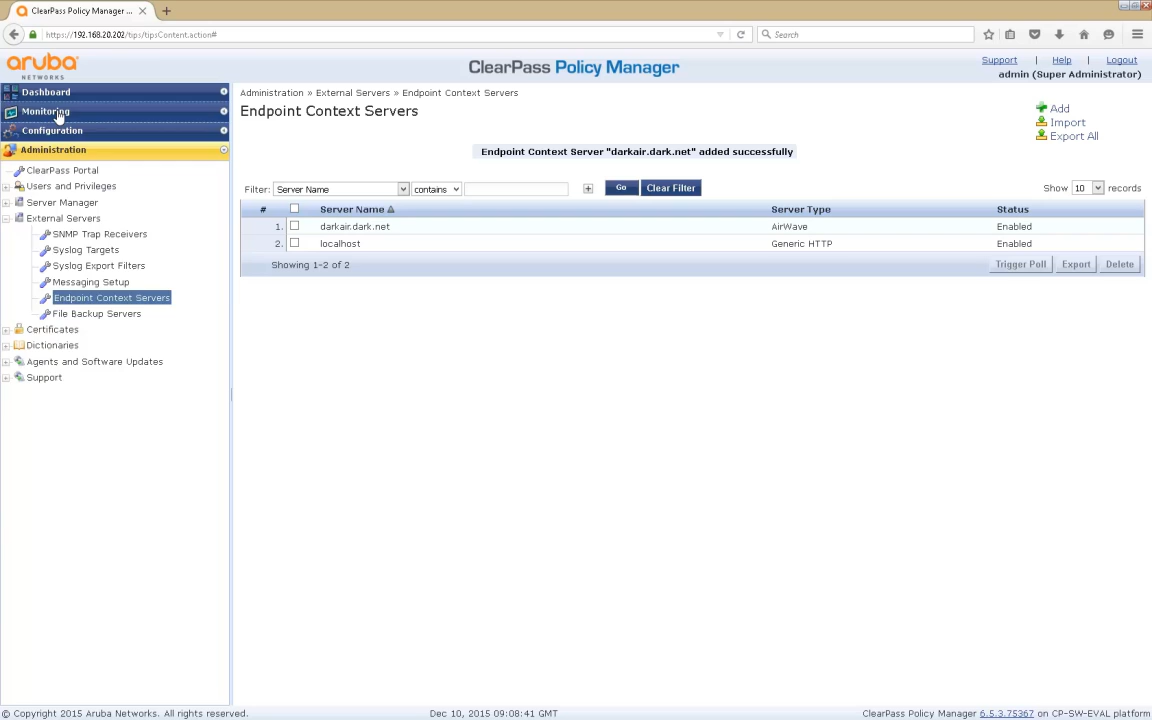 ClearPass Policy Manager ...
https://192.168.20.202/tips/tipsContent.action#
Search
aruba
NETWORKS
ClearPass Policy Manager
Support | Help | Logout
admin (Super Administrator)
Dashboard
Monitoring
Configuration
Administration
ClearPass Portal
Users and Privileges
Server Manager
External Servers
SNMP Trap Receivers
Syslog Targets
Syslog Export Filters
Messaging Setup
Endpoint Context Servers
File Backup Servers
Certificates
Dictionaries
Agents and Software Updates
Support
Administration » External Servers » Endpoint Context Servers
Endpoint Context Servers
Add
Import
Export All
Endpoint Context Server "darkair.dark.net" added successfully
Filter: Server Name contains Go Clear Filter Show 10 records
# Server Name Server Type Status
1. darkair.dark.net AirWave Enabled
2. localhost Generic HTTP Enabled
Showing 1-2 of 2 Trigger Poll Export Delete
© Copyright 2015 Aruba Networks. All rights reserved. Dec 10, 2015 09:08:41 GMT ClearPass Policy Manager 6.5.3.75367 on CP-SW-EVAL platform